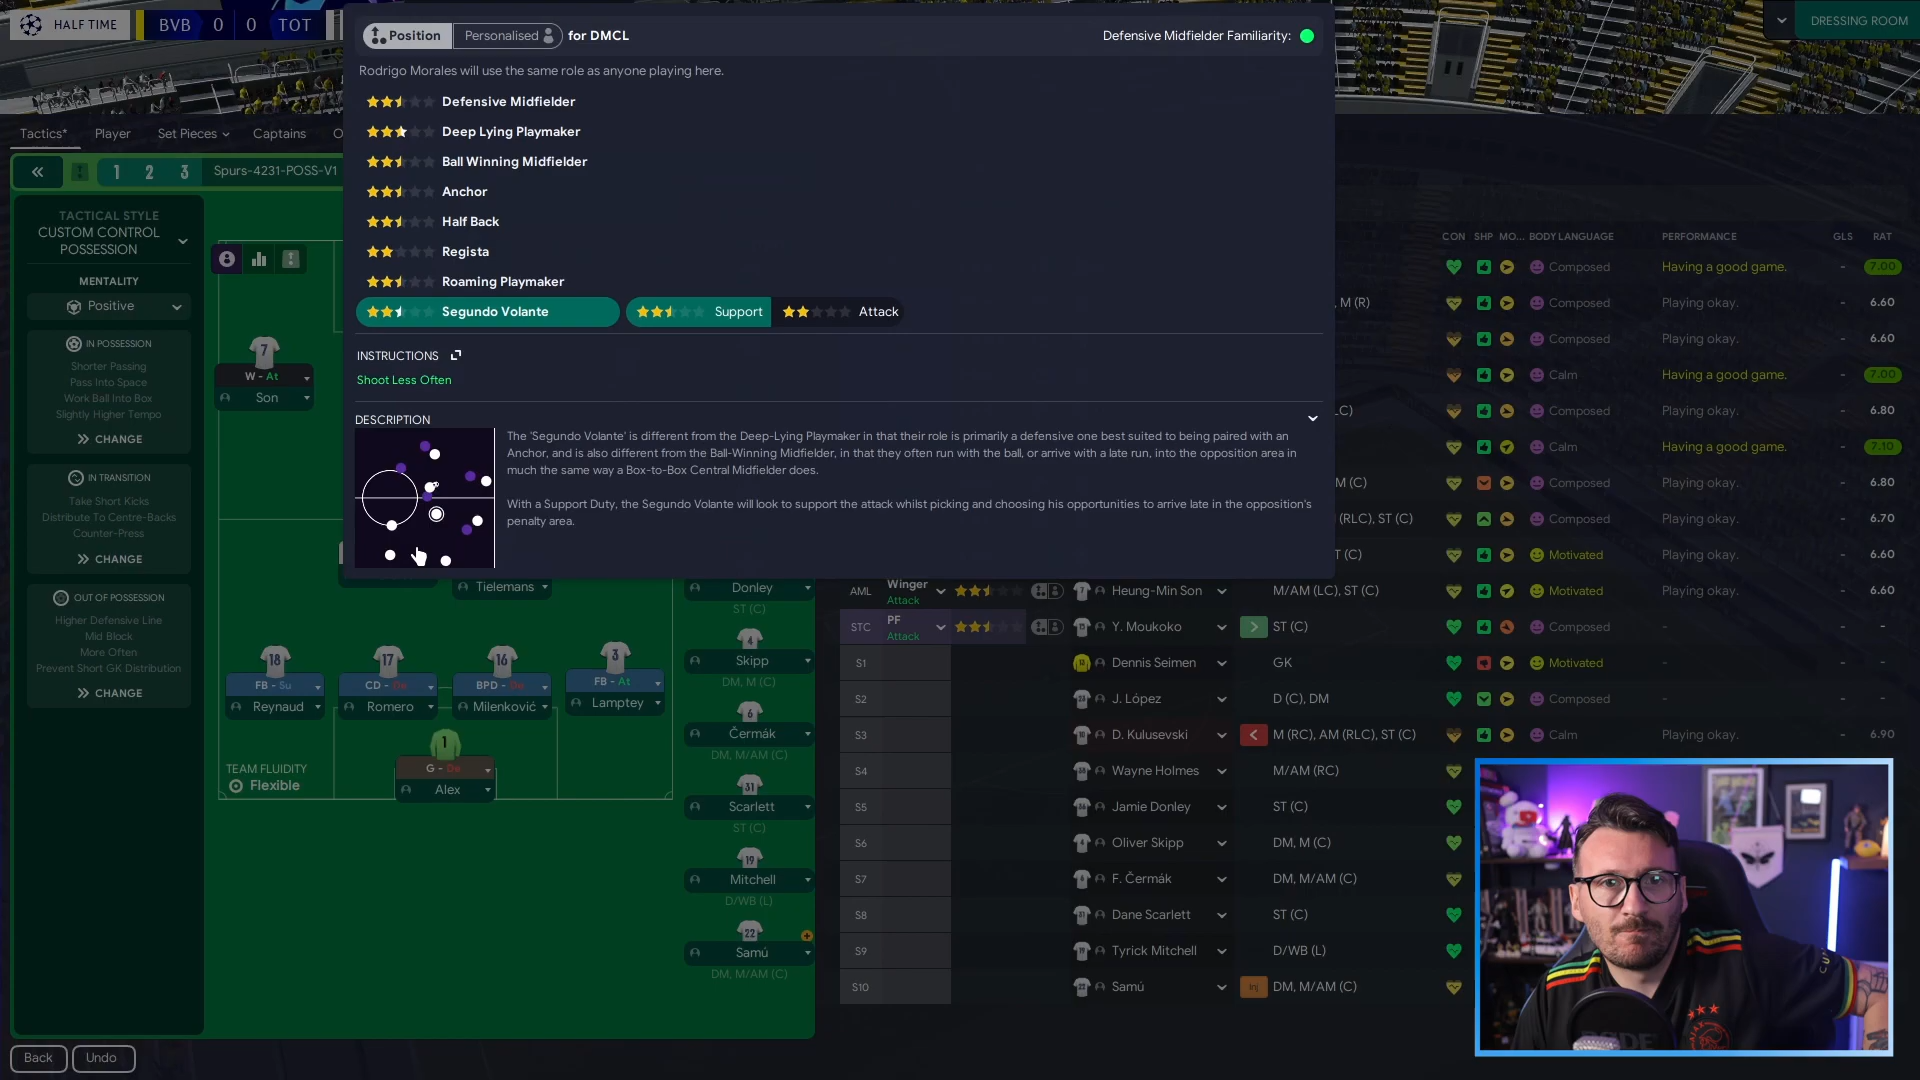 HALF TIME
BVB 0 0 TOT
DRESSING ROOM
Position Personalised for DMCL
Defensive Midfielder Familiarity:
Rodrigo Morales will use the same role as anyone playing here.
Defensive Midfielder
Deep Lying Playmaker
Ball Winning Midfielder
Anchor
Half Back
Regista
Roaming Playmaker
Segundo Volante Support Attack
INSTRUCTIONS
Shoot Less Often
DESCRIPTION
The 'Segundo Volante' is different from the Deep-Lying Playmaker in that their role is primarily a defensive one best suited to being paired with an
Anchor, and is also different from the Ball-Winning Midfielder, in that they often run with the ball, or arrive with a late run, into the opposition area in
much the same way a Box-to-Box Central Midfielder does.
With a Support Duty, the Segundo Volante will look to support the attack whilst picking and choosing his opportunities to arrive late in the opposition's
penalty area.
Tactics* Player Set Pieces Captains O
1 2 3 Spurs-4231-POSS-V1
TACTICAL STYLE
CUSTOM CONTROL
POSSESSION
MENTALITY
Positive
IN POSSESSION
Shorter Passing
Pass Into Space
Work Ball Into Box
Slightly Higher Tempo
CHANGE
IN TRANSITION
Take Short Kicks
Distribute To Centre-Backs
Counter-Press
CHANGE
OUT OF POSSESSION
Higher Defensive Line
Mid Block
More Often
Prevent Short GK Distribution
CHANGE
7
W - At
Son
Tielemans
18
FB - Su
Reynaud
17
CD - De
Romero
16
BPD - De
Milenković
3
FB - At
Lamptey
1
G - De
Alex
TEAM FLUIDITY
Flexible
Donley
ST (C)
4
Skipp
DM, M (C)
6
Čermák
DM, M/AM (C)
31
Scarlett
ST (C)
19
Mitchell
D/WB (L)
22
Samú
DM, M/AM (C)
CON SHP MO... BODY LANGUAGE PERFORMANCE GLS RAT
Composed Having a good game. - 7.00
, M (R) Composed Playing okay. - 6.60
Composed Playing okay. - 6.60
Calm Having a good game. - 7.00
LC) Composed Playing okay. - 6.80
Calm Having a good game. - 7.10
M (C) Composed Playing okay. - 6.80
(RLC), ST (C) Composed Playing okay. - 6.70
T (C) Motivated Playing okay. - 6.60
AML Winger Attack Heung-Min Son M/AM (LC), ST (C) Motivated Playing okay. - 6.60
STC PF Attack Y. Moukoko ST (C) Composed - - -
S1 Dennis Seimen GK Motivated - - -
S2 J. López D (C), DM Composed - - -
S3 D. Kulusevski M (RC), AM (RLC), ST (C) Calm Playing okay. - 6.90
S4 Wayne Holmes M/AM (RC)
S5 Jamie Donley ST (C)
S6 Oliver Skipp DM, M (C)
S7 F. Čermák DM, M/AM (C)
S8 Dane Scarlett ST (C)
S9 Tyrick Mitchell D/WB (L)
S10 Samú Inj DM, M/AM (C)
Back Undo